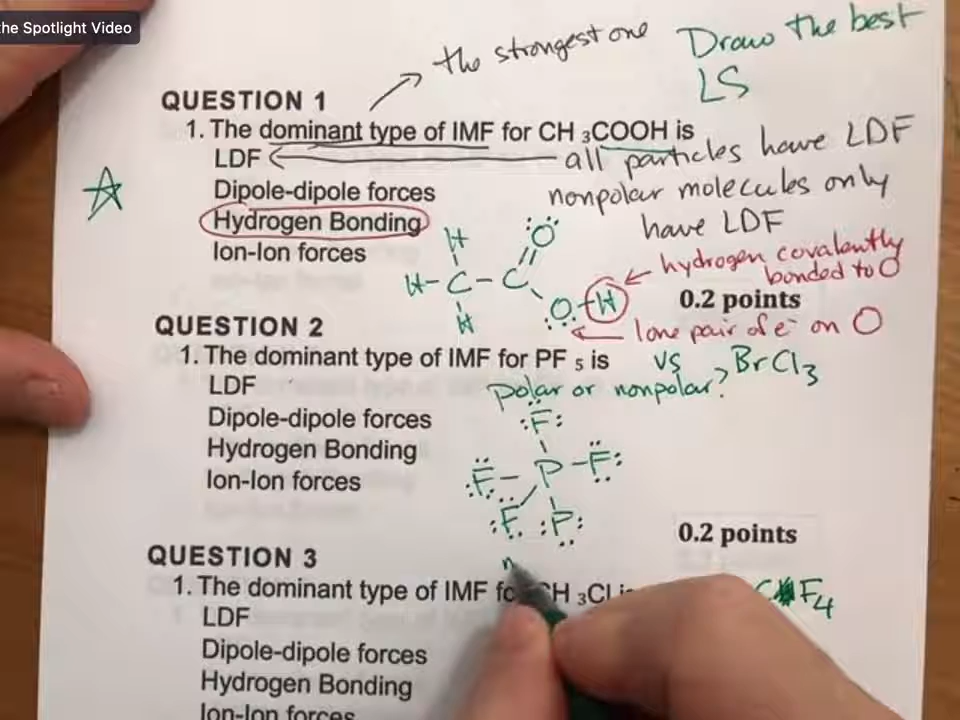 he Spotlight Video
the strongest one
Draw the best
LS
QUESTION 1
1. The dominant type of IMF for CH 3COOH is
LDF
all particles have LDF
Dipole-dipole forces
nonpolar molecules only
have LDF
Hydrogen Bonding
Ion-Ion forces
H
O
H-C-C
H
O-H
hydrogen covalently
bonded to O
0.2 points
lone pair of e- on O
QUESTION 2
1. The dominant type of IMF for PF 5 is
vs BrCl3
LDF
polar or nonpolar?
Dipole-dipole forces
Hydrogen Bonding
Ion-Ion forces
F
F-P-F
F P
0.2 points
QUESTION 3
n
1. The dominant type of IMF fo CH 3Cl
F4
LDF
Dipole-dipole forces
Hydrogen Bonding
Ion-Ion forces